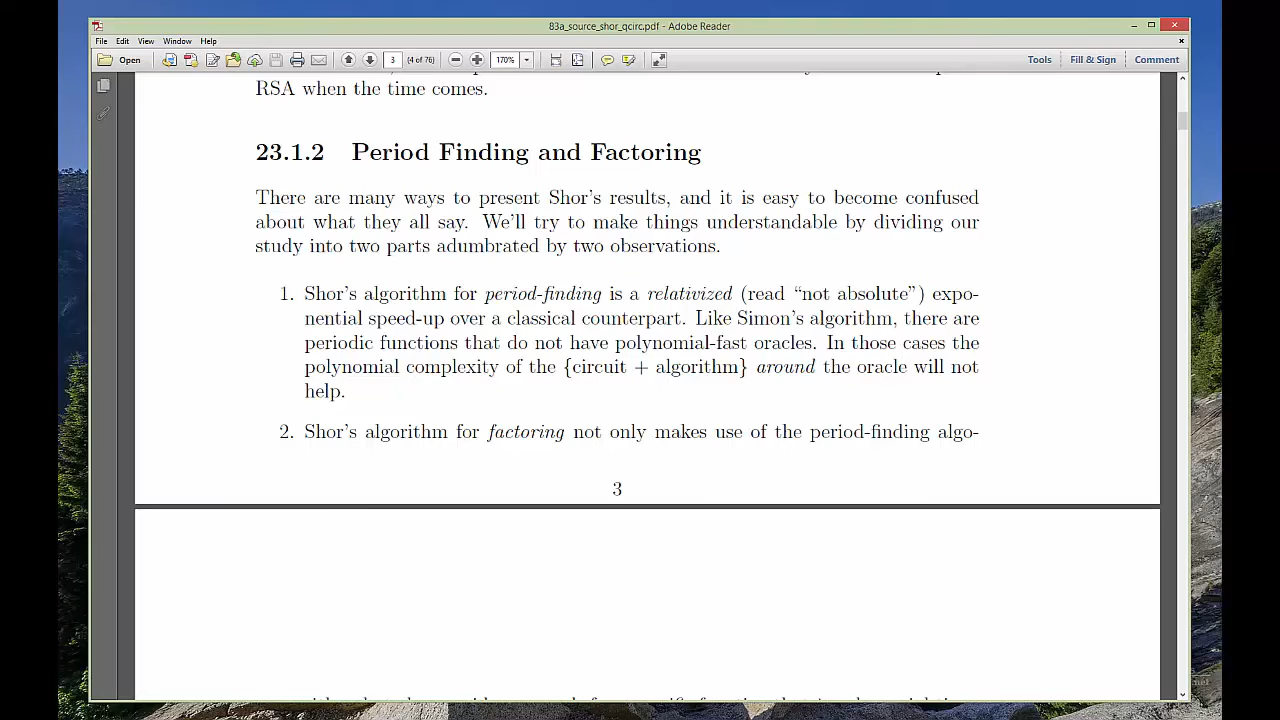 83a_source_shor_qcirc.pdf - Adobe Reader
File Edit View Window Help
Open 3 (4 of 76) 170% Tools Fill & Sign Comment
RSA when the time comes.
23.1.2 Period Finding and Factoring
There are many ways to present Shor's results, and it is easy to become confused
about what they all say. We'll try to make things understandable by dividing our
study into two parts adumbrated by two observations.
1. Shor's algorithm for period-finding is a relativized (read “not absolute”) expo-
nential speed-up over a classical counterpart. Like Simon's algorithm, there are
periodic functions that do not have polynomial-fast oracles. In those cases the
polynomial complexity of the {circuit + algorithm} around the oracle will not
help.
2. Shor's algorithm for factoring not only makes use of the period-finding algo-
3